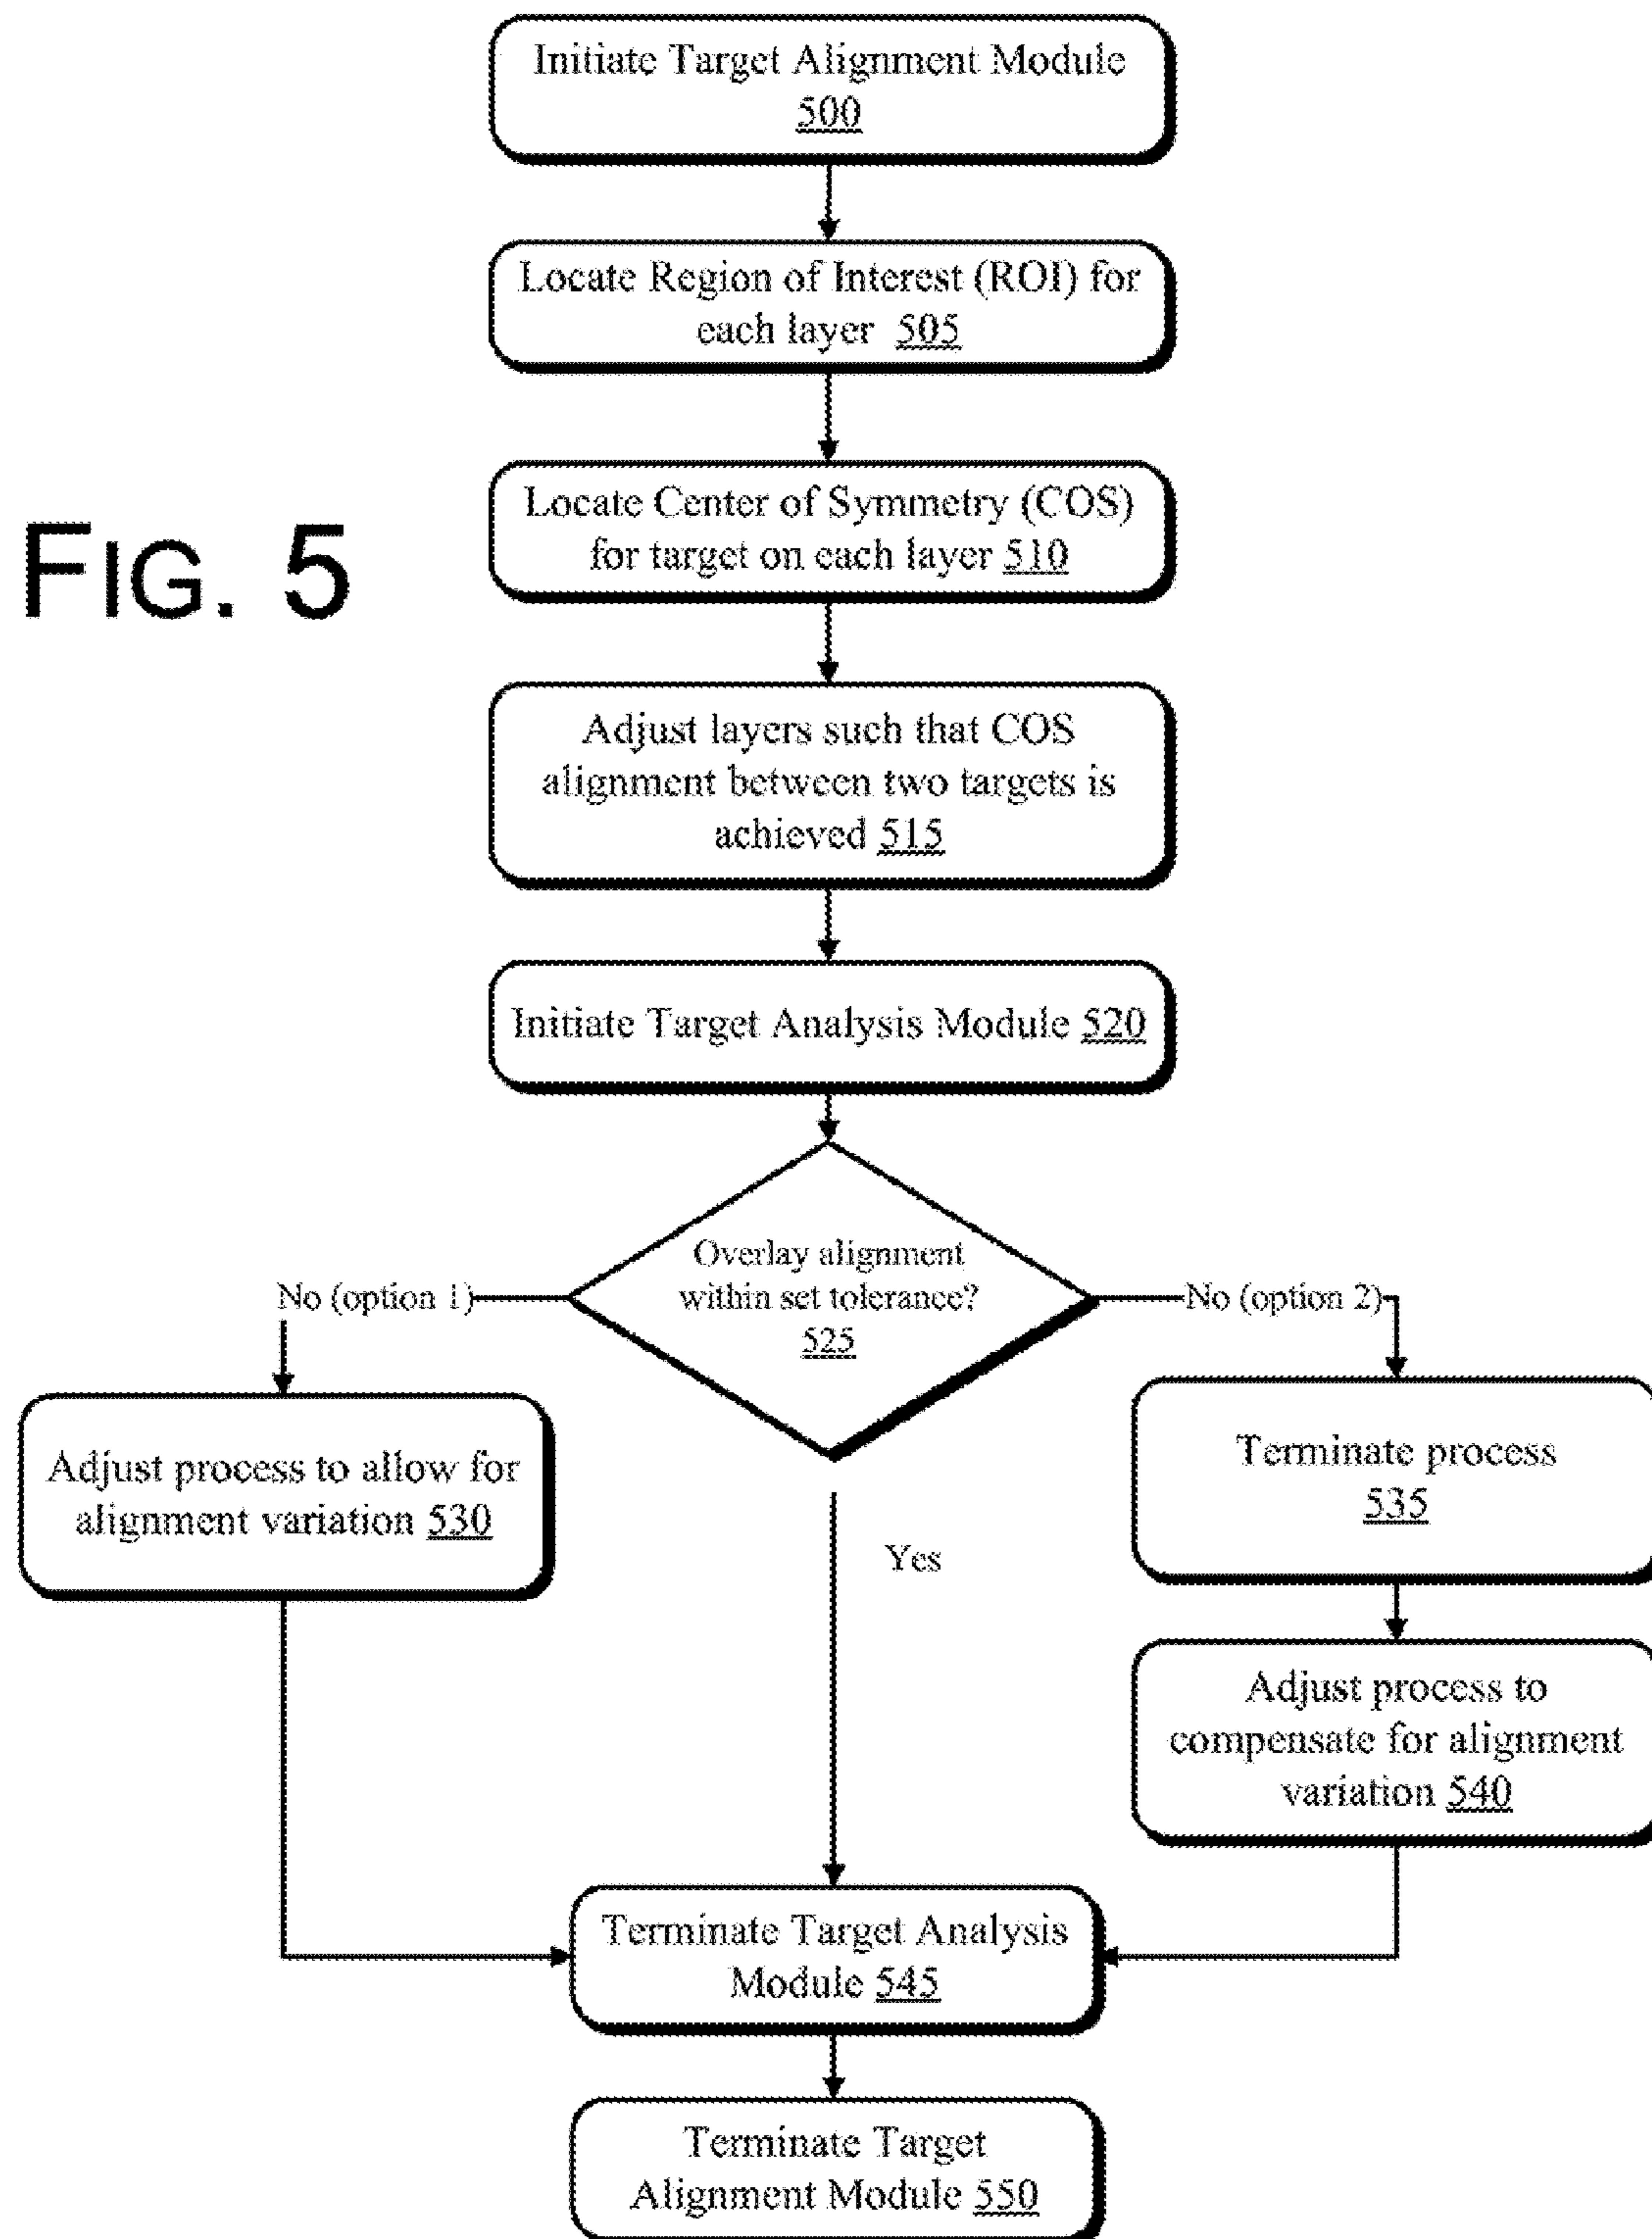 Initiate Target Alignment Module
500
Locate Region of Interest (ROI) for
each layer 505
FIG. 5
Locate Center of Symmetry (COS)
for target on each layer 510
Adjust layers such that COS
alignment between two targets is
achieved 515
Initiate Target Analysis Module 520
Overlay alignment
within set tolerance?
525
No (option 1)
No (option 2)
Adjust process to allow for
alignment variation 530
Yes
Terminate process
535
Adjust process to
compensate for alignment
variation 540
Terminate Target Analysis
Module 545
Terminate Target
Alignment Module 550